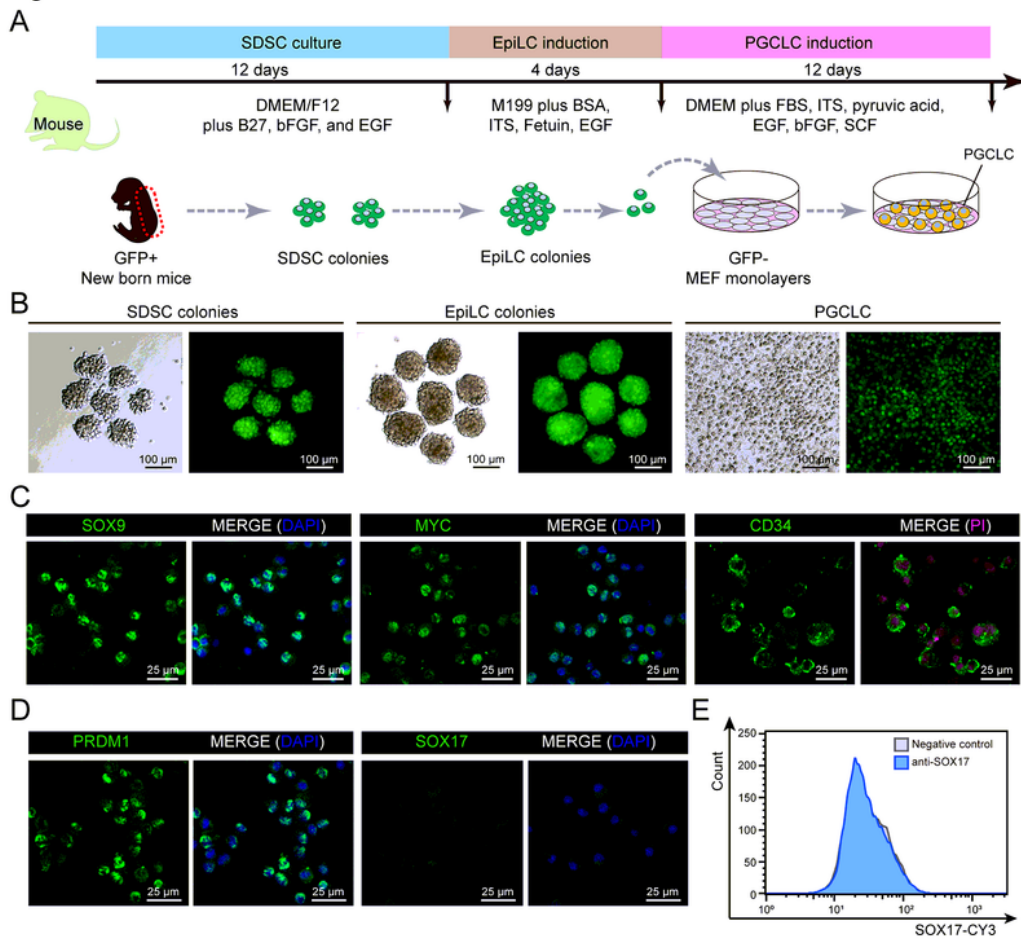 A
SDSC culture
EpiLC induction
PGCLC induction
12 days
4 days
12 days
DMEM/F12
plus B27, bFGF, and EGF
M199 plus BSA,
ITS, Fetuin, EGF
DMEM plus FBS, ITS, pyruvic acid,
EGF, bFGF, SCF
Mouse
PGCLC
GFP+
New born mice
SDSC colonies
EpiLC colonies
GFP-
MEF monolayers
B
SDSC colonies
EpiLC colonies
PGCLC
100 µm
100 µm
100 µm
100 µm
100 µm
100 µm
C
SOX9
MERGE (DAPI)
MYC
MERGE (DAPI)
CD34
MERGE (PI)
25 µm
25 µm
25 µm
25 µm
25 µm
25 µm
D
PRDM1
MERGE (DAPI)
SOX17
MERGE (DAPI)
25 µm
25 µm
25 µm
25 µm
E
Count
250
200
150
100
50
0
Negative control
anti-SOX17
10⁰
10¹
10²
10³
SOX17-CY3